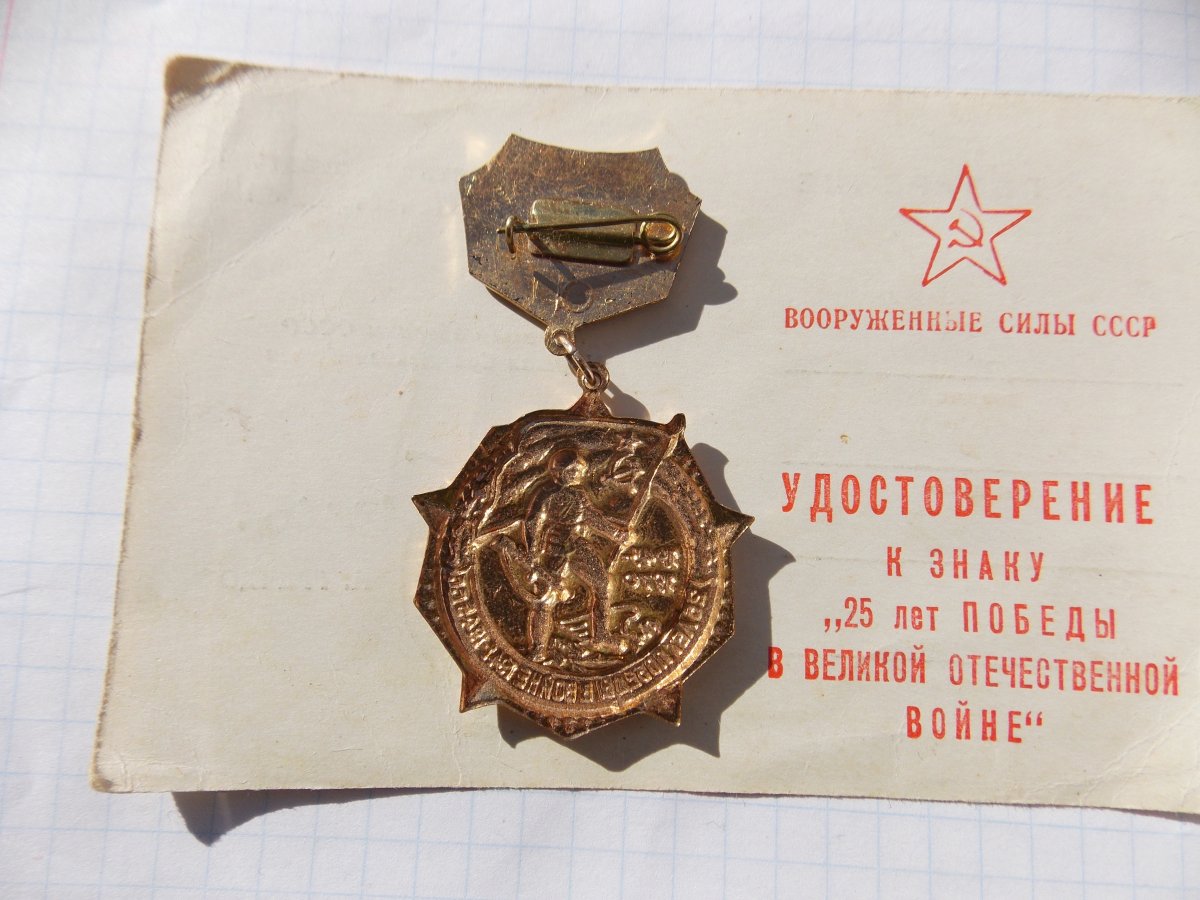 ВООРУЖЕННЫЕ СИЛЫ СССР
УДОСТОВЕРЕНИЕ
К ЗНАКУ
„25 лет ПОБЕДЫ
В ВЕЛИКОЙ ОТЕЧЕСТВЕННОЙ
ВОЙНЕ“